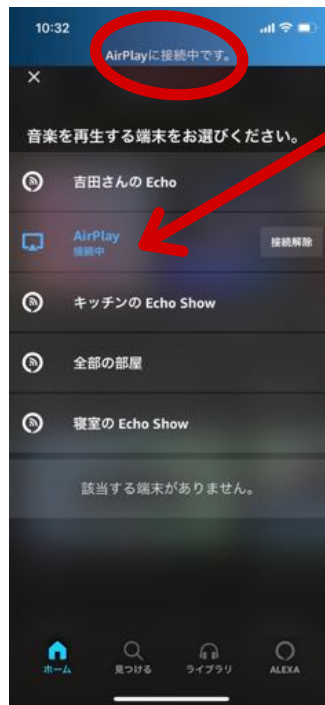 10:32
AirPlayに接続中です。
×
音楽を再生する端末をお選びください。
吉田さんの Echo
AirPlay
接続中
接続解除
キッチンの Echo Show
全部の部屋
寝室の Echo Show
該当する端末がありません。
ホーム
見つける
ライブラリ
ALEXA